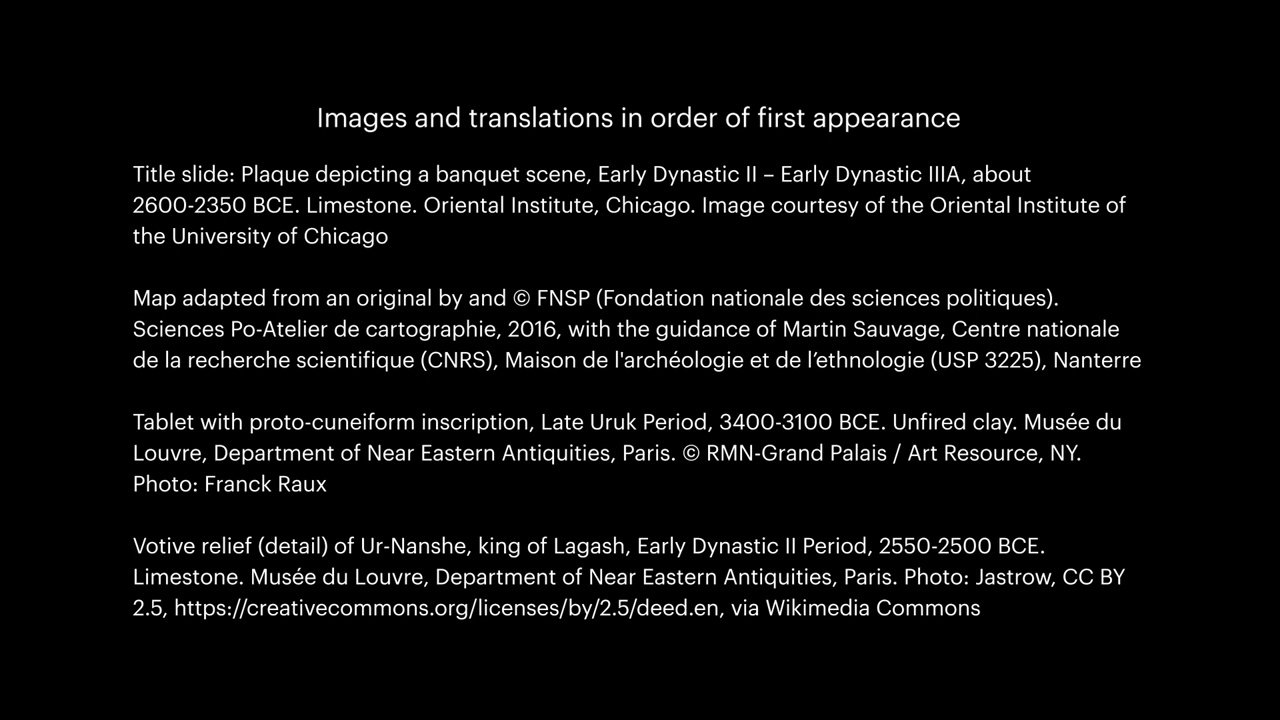 Images and translations in order of first appearance
Title slide: Plaque depicting a banquet scene, Early Dynastic II – Early Dynastic IIIA, about
2600-2350 BCE. Limestone. Oriental Institute, Chicago. Image courtesy of the Oriental Institute of
the University of Chicago
Map adapted from an original by and © FNSP (Fondation nationale des sciences politiques).
Sciences Po-Atelier de cartographie, 2016, with the guidance of Martin Sauvage, Centre nationale
de la recherche scientifique (CNRS), Maison de l'archéologie et de l’ethnologie (USP 3225), Nanterre
Tablet with proto-cuneiform inscription, Late Uruk Period, 3400-3100 BCE. Unfired clay. Musée du
Louvre, Department of Near Eastern Antiquities, Paris. © RMN-Grand Palais / Art Resource, NY.
Photo: Franck Raux
Votive relief (detail) of Ur-Nanshe, king of Lagash, Early Dynastic II Period, 2550-2500 BCE.
Limestone. Musée du Louvre, Department of Near Eastern Antiquities, Paris. Photo: Jastrow, CC BY
2.5, https://creativecommons.org/licenses/by/2.5/deed.en, via Wikimedia Commons